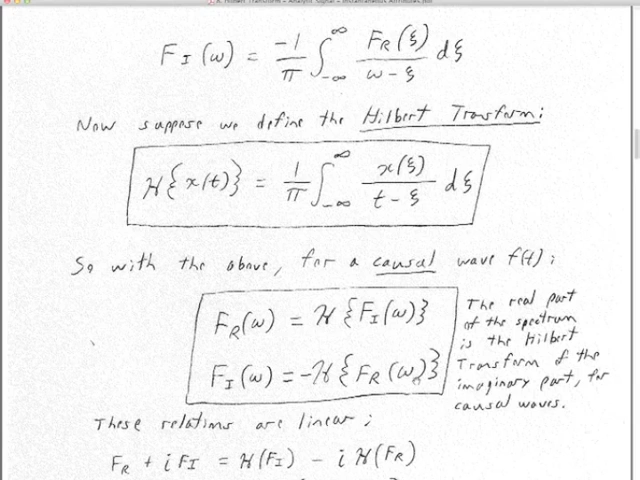 F_I(ω) = -1/π ∫_{-∞}^{∞} F_R(ξ)/(ω-ξ) dξ
Now suppose we define the Hilbert Transform:
H{x(t)} = 1/π ∫_{-∞}^{∞} x(ξ)/(t-ξ) dξ
So with the above, for a causal wave f(t):
F_R(ω) = H{F_I(ω)}
F_I(ω) = -H{F_R(ω)}
The real part
of the spectrum
is the Hilbert
Transform of the
imaginary part, for
causal waves.
These relations are linear:
F_R + i F_I = H(F_I) - i H(F_R)